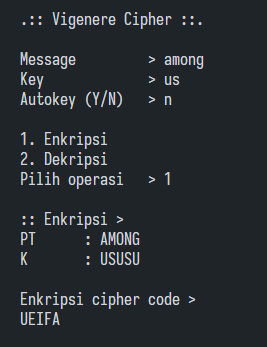 .:: Vigenere Cipher ::.
Message > among
Key > us
Autokey (Y/N) > n
1. Enkripsi
2. Dekripsi
Pilih operasi > 1
:: Enkripsi >
PT : AMONG
K : USUSU
Enkripsi cipher code >
UEIFA